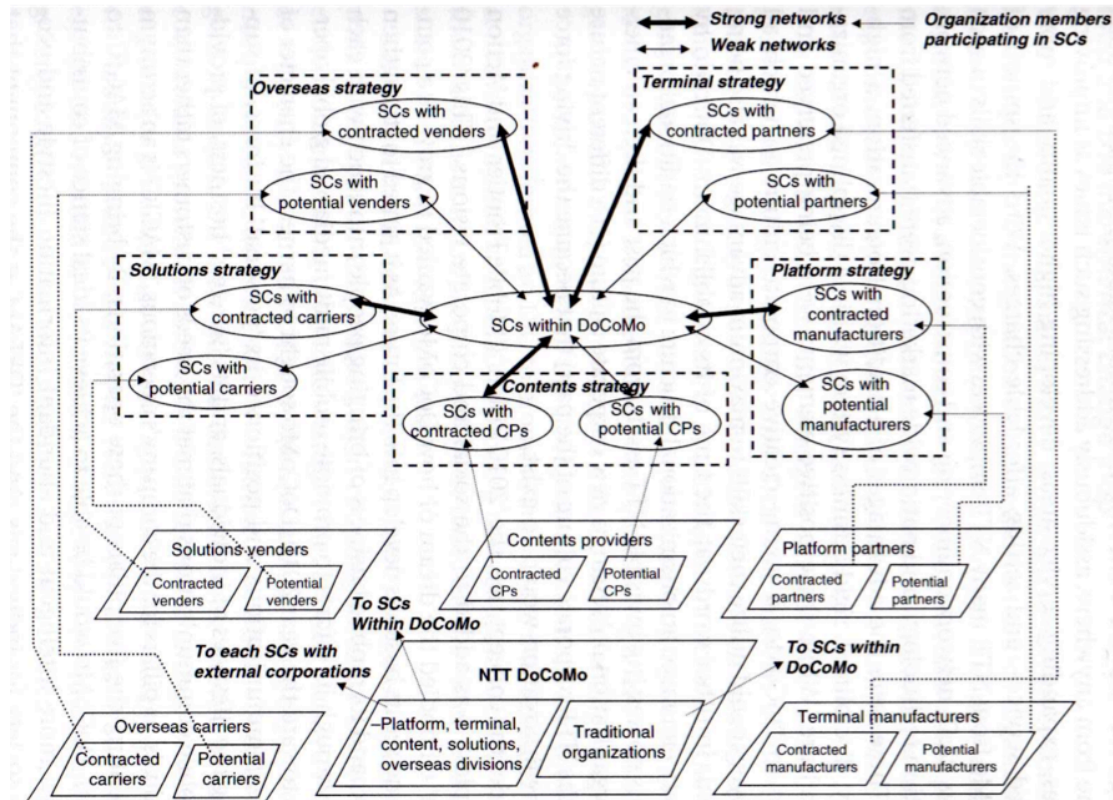 Strong networks
Weak networks
Organization members
participating in SCs
Overseas strategy
SCs with
contracted venders
SCs with
potential venders
Terminal strategy
SCs with
contracted partners
SCs with
potential partners
Solutions strategy
SCs with
contracted carriers
SCs with
potential carriers
SCs within DoCoMo
Platform strategy
SCs with
contracted
manufacturers
SCs with
potential
manufacturers
Contents strategy
SCs with
contracted CPs
SCs with
potential CPs
Solutions venders
Contracted
venders
Potential
venders
Contents providers
Contracted
CPs
Potential
CPs
Platform partners
Contracted
partners
Potential
partners
To SCs
Within DoCoMo
To each SCs with
external corporations
To SCs within
DoCoMo
NTT DoCoMo
–Platform, terminal,
content, solutions,
overseas divisions
Traditional
organizations
Overseas carriers
Contracted
carriers
Potential
carriers
Terminal manufacturers
Contracted
manufacturers
Potential
manufacturers